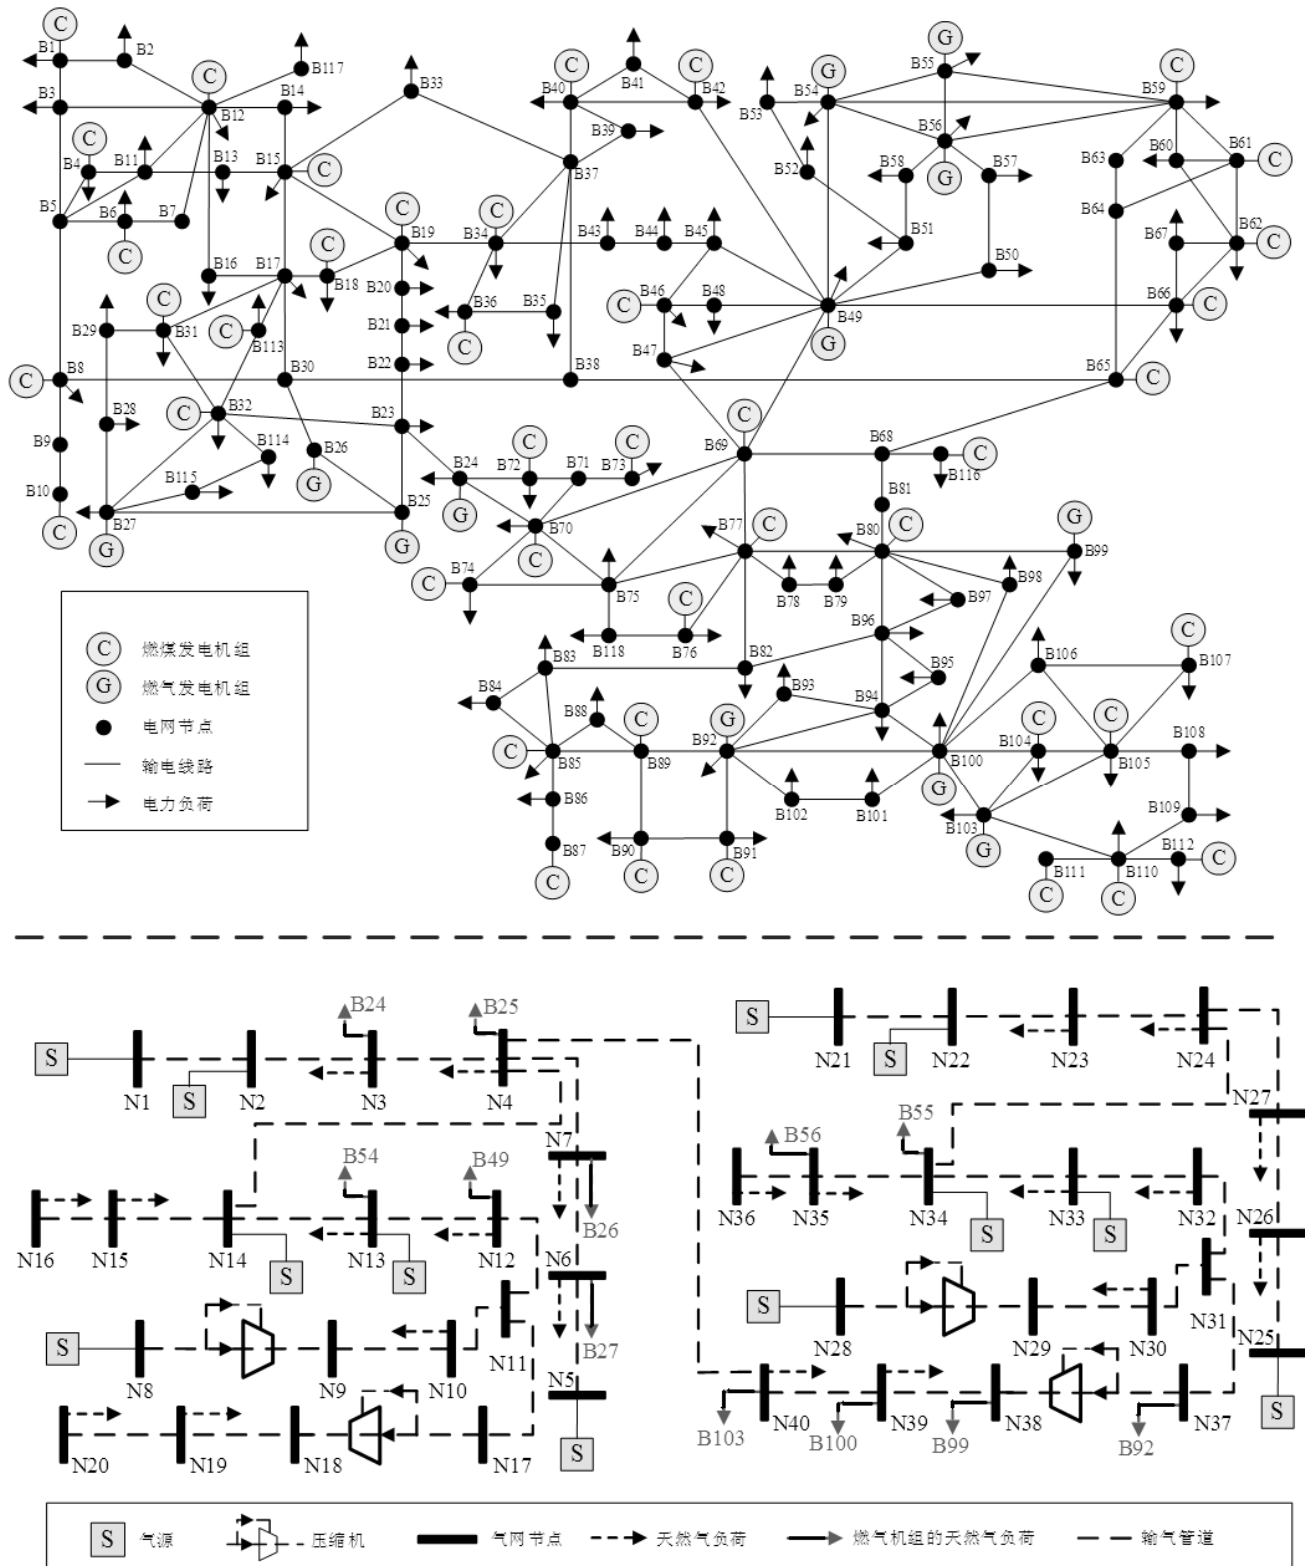 C C G
B1 B2 B117 B33 B41 B55
C C C G C
B3 B12 B14 B40 B42 B53 B54 B59
B39 B56
C B4 B11 B13 B15 C B37 B52 B58 G B57 B63 B60 B61 C
B5 B6 B7 C B19 C B34 B43 B44 B45 B51 B64 B67 B62 C
C C
B16 B17 B18 B20 B36 B35 C B46 B48 B49 B50 B66 C
B29 C B31 C B113 B21 C B47 G
C B8 B30 B22 B38 B65 C
B28 C B32 B23 C
B9 B114 B26 B24 C B72 B71 C B73 B69 B68 B116 C
B10 B115 G B81
C B27 B25 G B70 B77 C B80 C G B99
G G C B74 C B75 B78 B79 B98
B97
C B96
B118 B76 B106 C B107
B83 B82 B95
B84 B88 C G B93 B94 C C
C B85 B89 B92 B100 B104 B105 B108
B86 B102 B101 G B103 B109
B87 B90 B91 G B111 B110 B112 C
C C C C C
C 燃煤发电机组
G 燃气发电机组
电网节点
输电线路
电力负荷
B24 B25
S N1 N2 N3 N4
S
S N21 N22 N23 N24
S
N7 N27
B54 B49 B56 B55
B26
N16 N15 N14 N13 N12 N6
S S
N36 N35 N34 N33 N32 N26
S S
S N8 N9 N10 N11 B27
N5
S N28 N29 N30 N31
N25
N20 N19 N18 N17 S
N40 N39 N38 N37 S
B103 B100 B99 B92
S 气源 压缩机 气网节点 天然气负荷 燃气机组的天然气负荷 输气管道